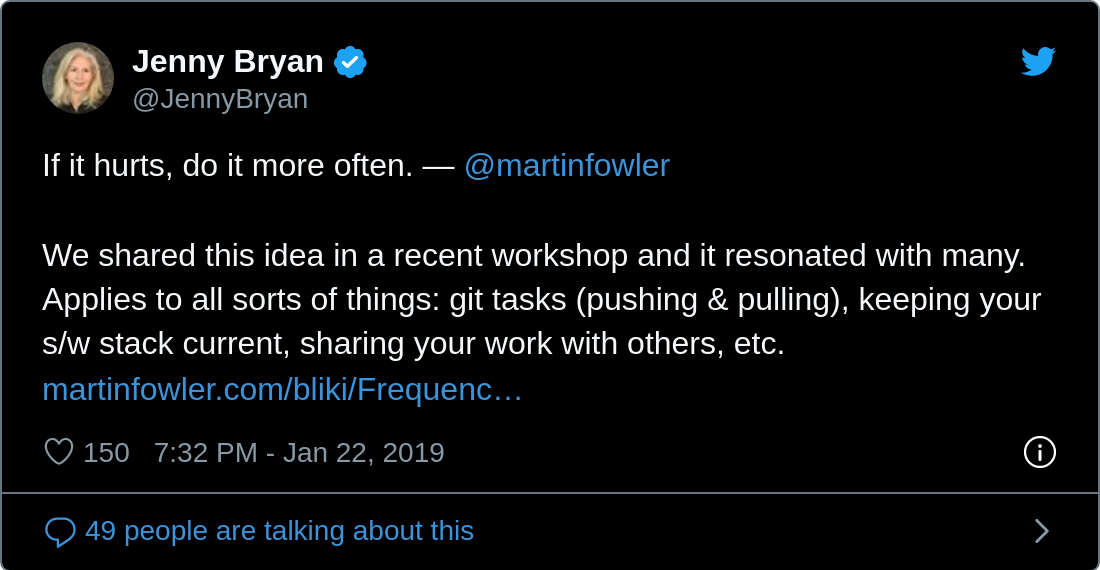 Jenny Bryan
@JennyBryan
If it hurts, do it more often. — @martinfowler
We shared this idea in a recent workshop and it resonated with many.
Applies to all sorts of things: git tasks (pushing & pulling), keeping your
s/w stack current, sharing your work with others, etc.
martinfowler.com/bliki/Frequenc…
150 7:32 PM - Jan 22, 2019
49 people are talking about this